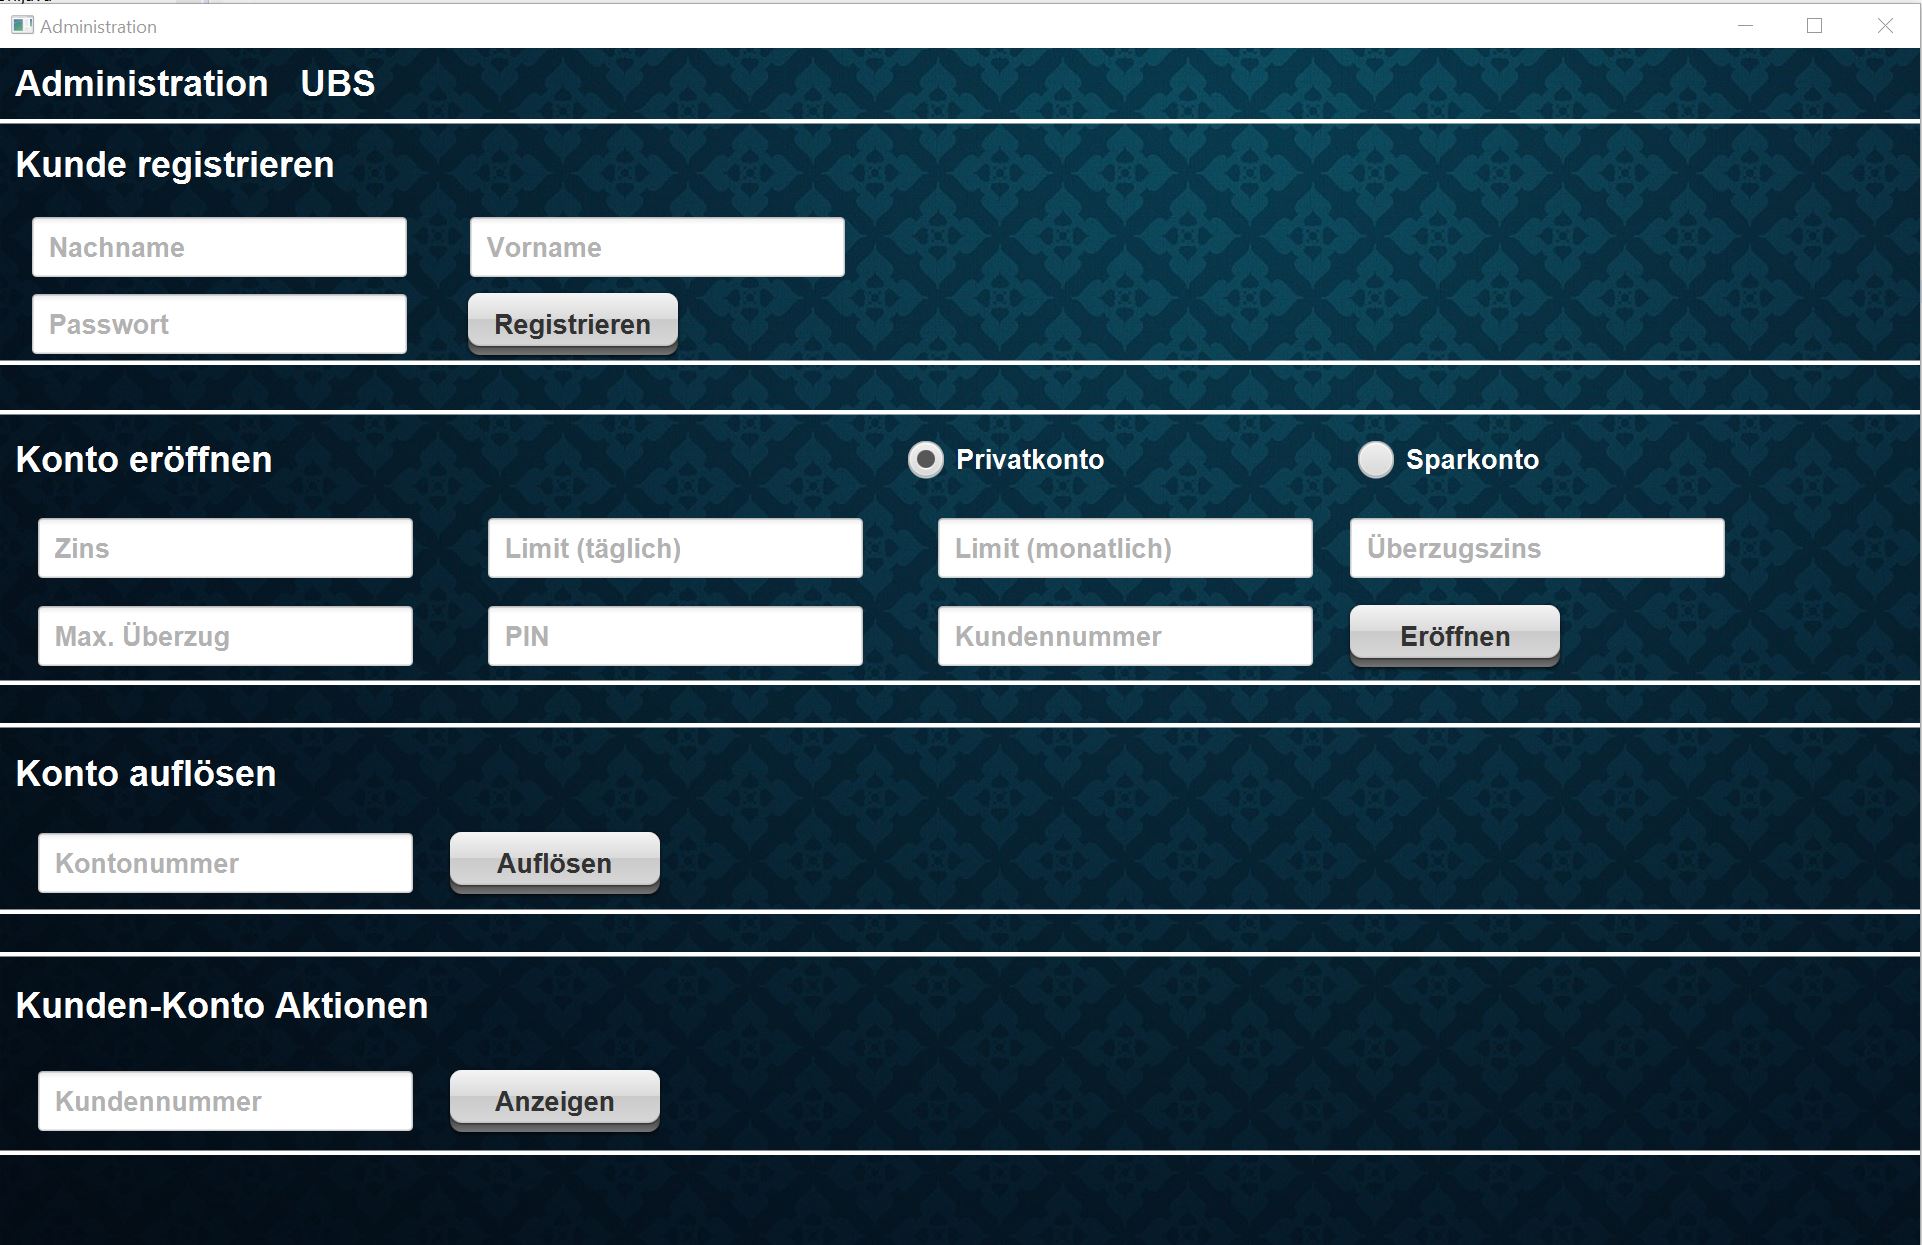 Administration
Administration UBS
Kunde registrieren
Nachname Vorname
Passwort Registrieren
Konto eröffnen Privatkonto Sparkonto
Zins Limit (täglich) Limit (monatlich) Überzugszins
Max. Überzug PIN Kundennummer Eröffnen
Konto auflösen
Kontonummer Auflösen
Kunden-Konto Aktionen
Kundennummer Anzeigen